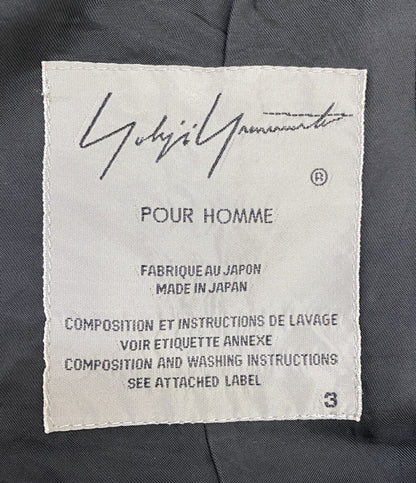 Yohji Yamamoto
®
POUR HOMME
FABRIQUE AU JAPON
MADE IN JAPAN
COMPOSITION ET INSTRUCTIONS DE LAVAGE
VOIR ETIQUETTE ANNEXE
COMPOSITION AND WASHING INSTRUCTIONS
SEE ATTACHED LABEL
3